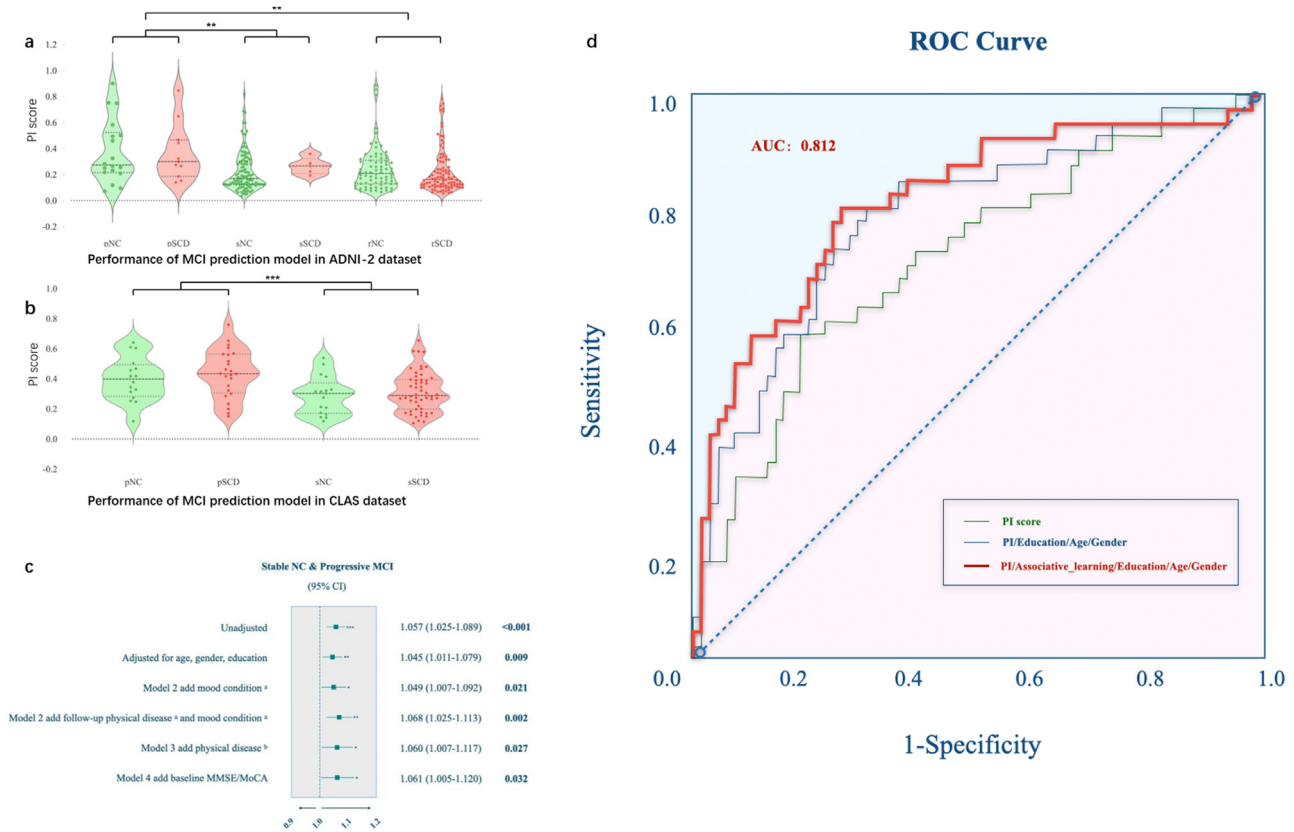 a
**
**
1.2
1.0
0.8
0.6
0.4
0.2
0.0
-0.2
PI score
pNC pSCD sNC sSCD rNC rSCD
Performance of MCI prediction model in ADNI-2 dataset
b
***
1.0
0.8
0.6
0.4
0.2
0.0
-0.2
PI score
pNC pSCD sNC sSCD
Performance of MCI prediction model in CLAS dataset
c
Stable NC & Progressive MCI
(95% CI)
Unadjusted *** 1.057 (1.025-1.089) <0.001
Adjusted for age, gender, education ** 1.045 (1.011-1.079) 0.009
Model 2 add mood condition a * 1.049 (1.007-1.092) 0.021
Model 2 add follow-up physical disease a and mood condition a ** 1.068 (1.025-1.113) 0.002
Model 3 add physical disease b * 1.060 (1.007-1.117) 0.027
Model 4 add baseline MMSE/MoCA * 1.061 (1.005-1.120) 0.032
0.9 1.0 1.1 1.2
d
ROC Curve
AUC: 0.812
1.0
0.8
0.6
0.4
0.2
Sensitivity
PI score
PI/Education/Age/Gender
PI/Associative_learning/Education/Age/Gender
0.0 0.2 0.4 0.6 0.8 1.0
1-Specificity